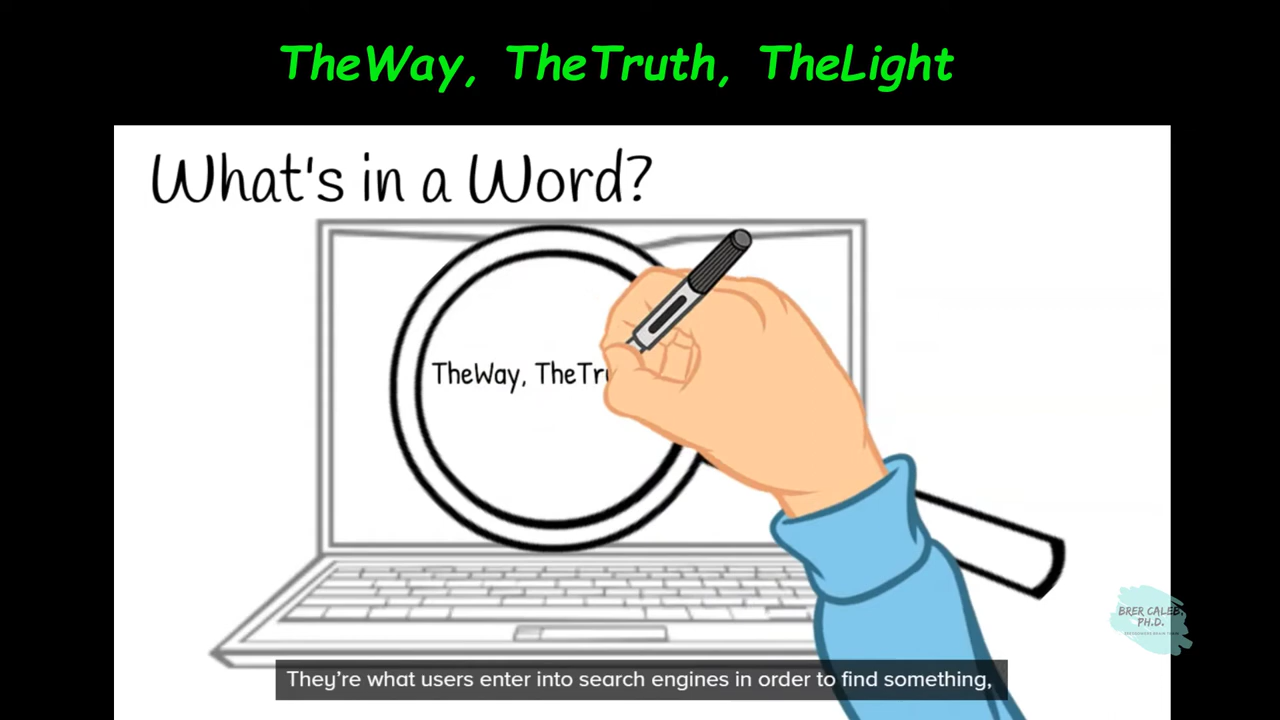 TheWay, TheTruth, TheLight
What's in a Word?
TheWay, TheTru
BRER CALEB,
PH.D.
They're what users enter into search engines in order to find something,